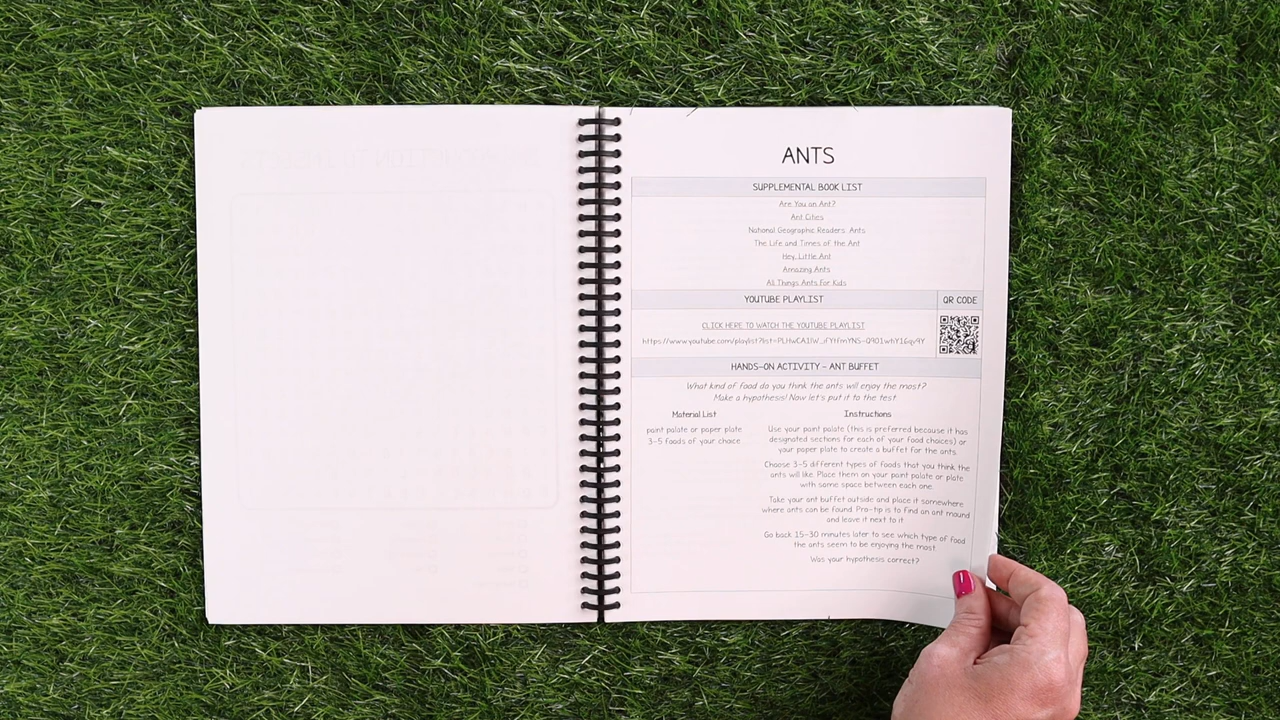 ANTS
SUPPLEMENTAL BOOK LIST
Are You an Ant?
Ant Cities
National Geographic Readers: Ants
The Life and Times of the Ant
Hey, Little Ant
Amazing Ants
All Things Ants For Kids
YOUTUBE PLAYLIST
QR CODE
CLICK HERE TO WATCH THE YOUTUBE PLAYLIST
HANDS-ON ACTIVITY - ANT BUFFET
What kind of food do you think the ants will enjoy the most?
Make a hypothesis! Now let's put it to the test
Material List
paint palate or paper plate
3-5 foods of your choice
Instructions
Use your paint palate (this is preferred because it has
designated sections for each of your food choices) or
your paper plate to create a buffet for the ants.
Choose 3-5 different types of foods that you think the
ants will like. Place them on your paint palate or plate
with some space between each one.
Take your ant buffet outside and place it somewhere
where ants can be found. Pro-tip is to find an ant mound
and leave it next to it
Go back 15-30 minutes later to see which type of food
the ants seem to be enjoying the most
Was your hypothesis correct?